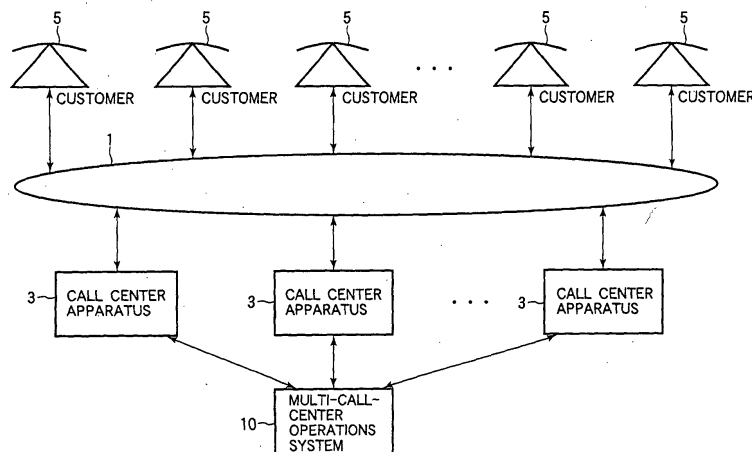 5 5 5 5 5
. . .
CUSTOMER CUSTOMER CUSTOMER CUSTOMER CUSTOMER
1
3 CALL CENTER APPARATUS
3 CALL CENTER APPARATUS
. . .
3 CALL CENTER APPARATUS
10 MULTI-CALL-
CENTER
OPERATIONS
SYSTEM